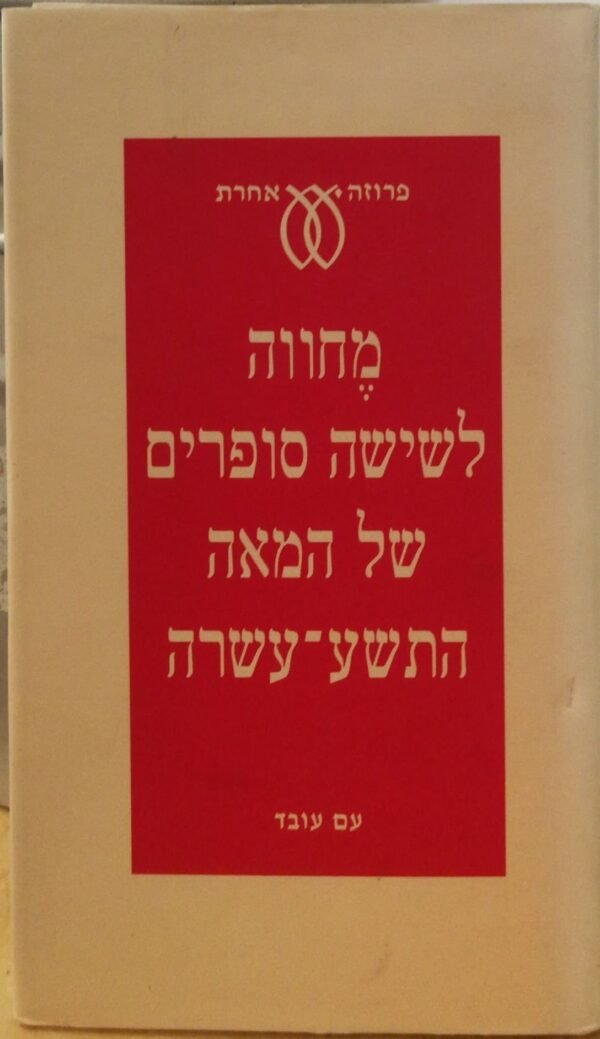 פרוזה אחרת
מֶחווה
לשישה סופרים
של המאה
התשע־עשרה
עם עובד